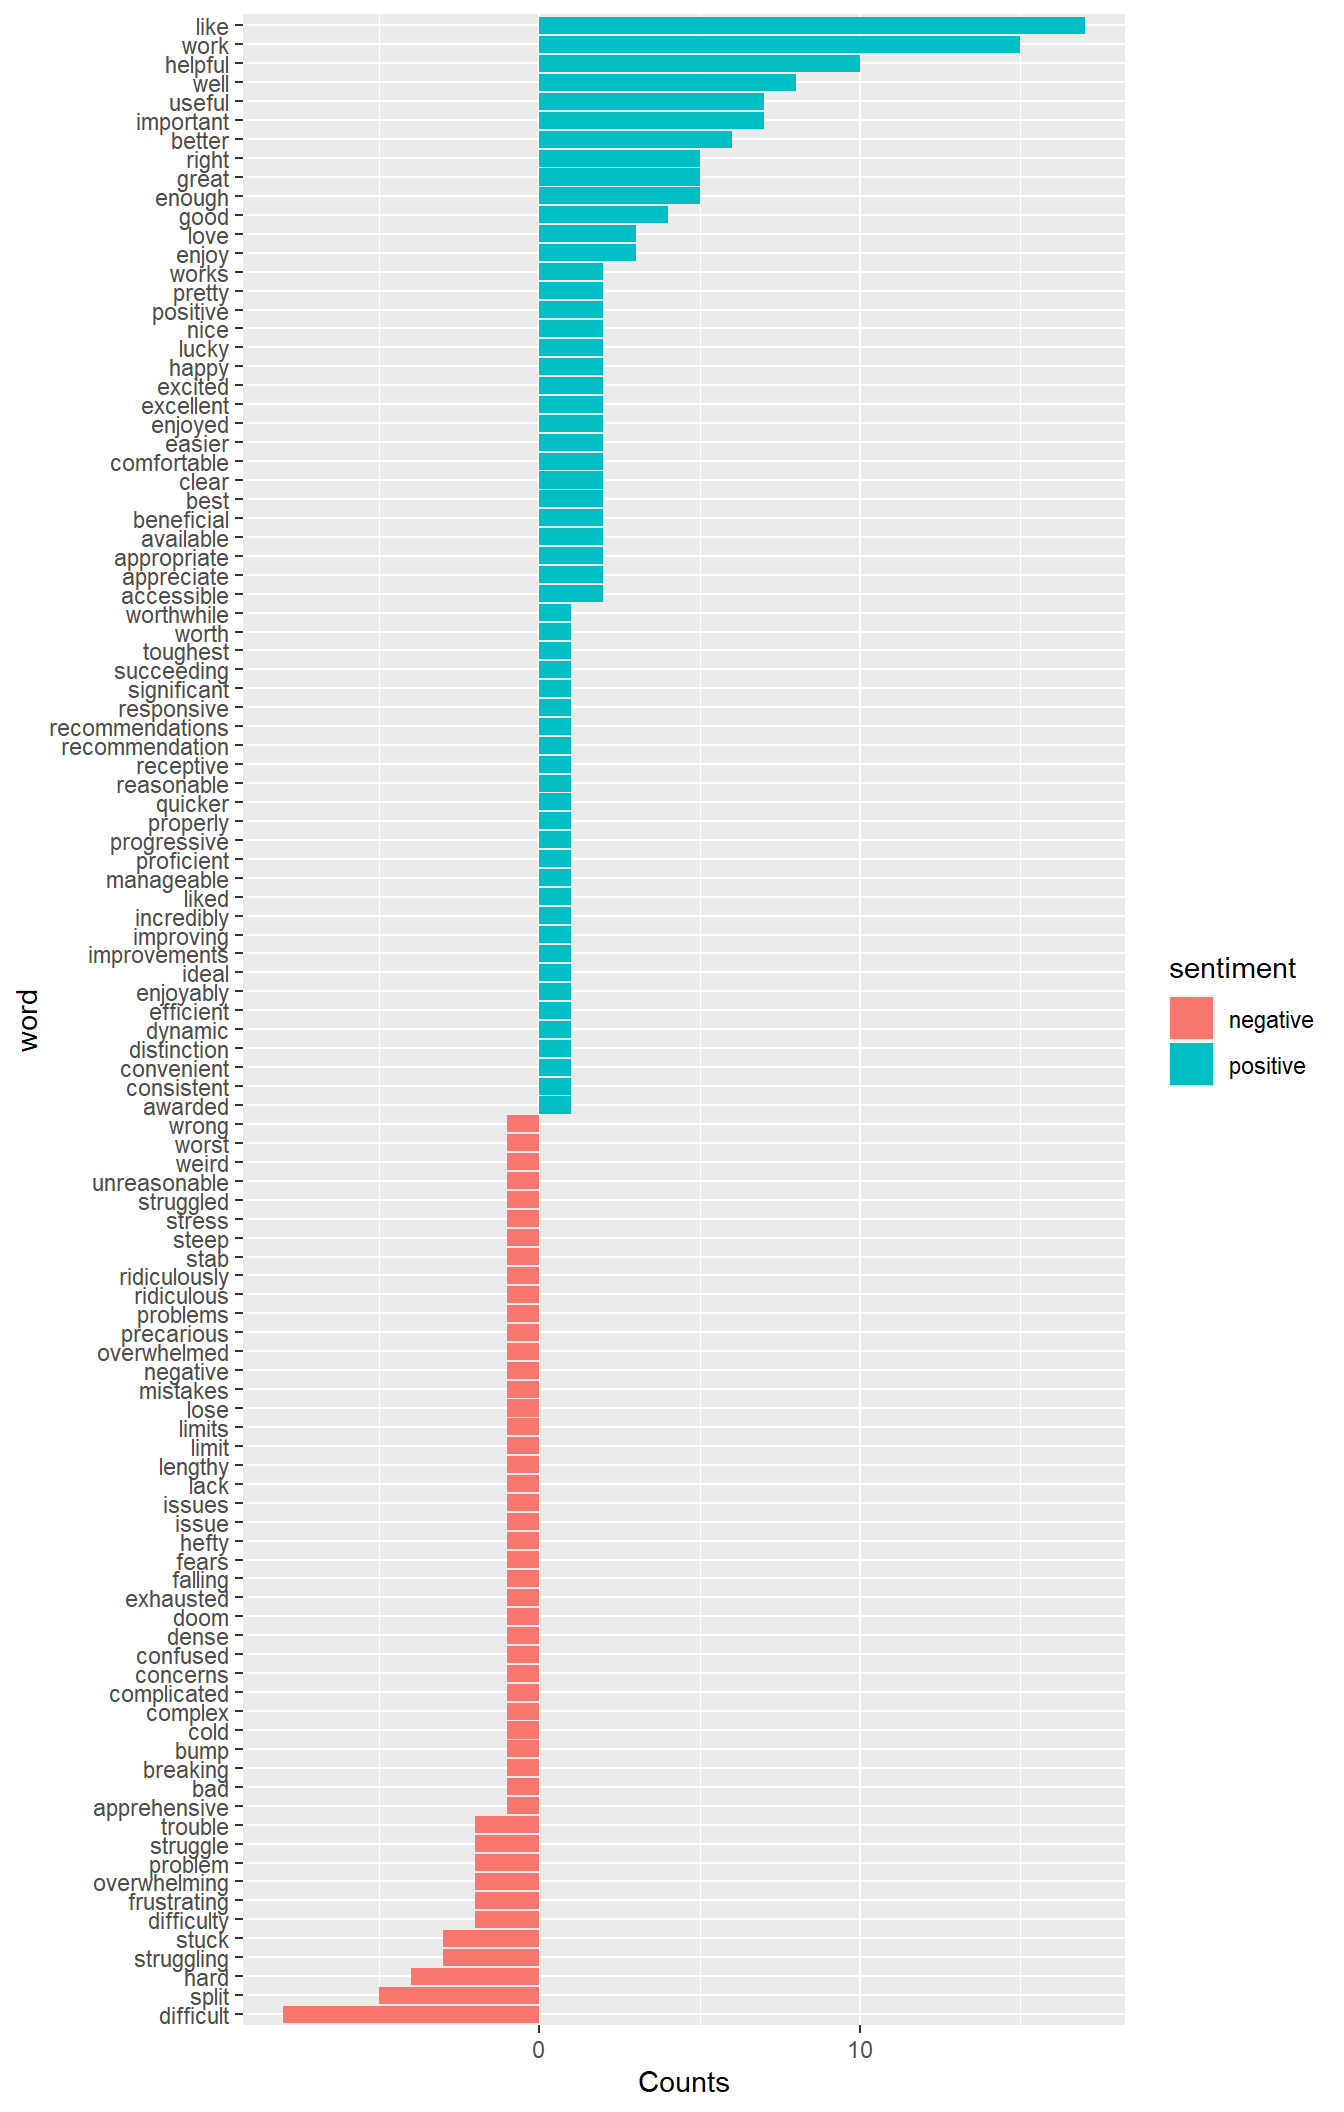 like
work
helpful
well
useful
important
better
right
great
enough
good
love
enjoy
works
pretty
positive
nice
lucky
happy
excited
excellent
enjoyed
easier
comfortable
clear
best
beneficial
available
appropriate
appreciate
accessible
worthwhile
worth
toughest
succeeding
significant
responsive
recommendations
recommendation
receptive
reasonable
quicker
properly
progressive
proficient
manageable
liked
incredibly
improving
improvements
ideal
enjoyably
efficient
dynamic
distinction
convenient
consistent
awarded
wrong
worst
weird
unreasonable
struggled
stress
steep
stab
ridiculously
ridiculous
problems
precarious
overwhelmed
negative
mistakes
lose
limits
limit
lengthy
lack
issues
issue
hefty
fears
falling
exhausted
doom
dense
confused
concerns
complicated
complex
cold
bump
breaking
bad
apprehensive
trouble
struggle
problem
overwhelming
frustrating
difficulty
stuck
struggling
hard
split
difficult
word
0 10
Counts
sentiment
negative
positive